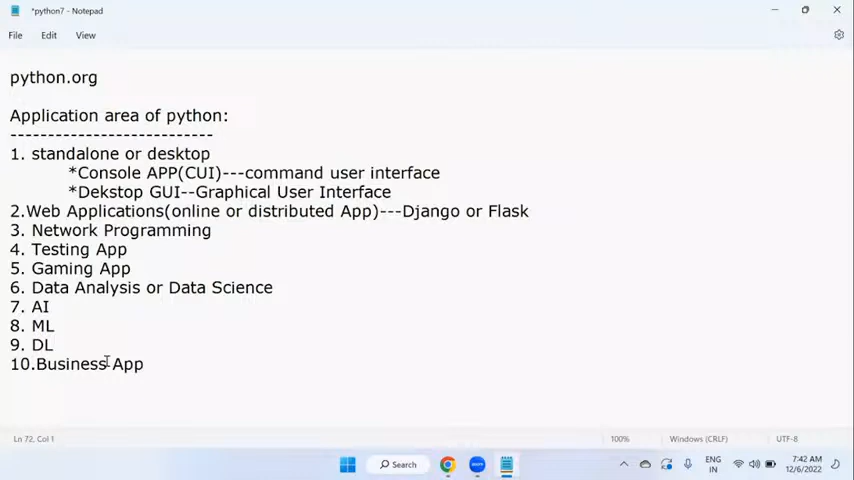 *python7 - Notepad
File Edit View
python.org
Application area of python:
---------------------------
1. standalone or desktop
*Console APP(CUI)---command user interface
*Dekstop GUI--Graphical User Interface
2.Web Applications(online or distributed App)---Django or Flask
3. Network Programming
4. Testing App
5. Gaming App
6. Data Analysis or Data Science
7. AI
8. ML
9. DL
10.Business App
Ln 72, Col 1 100% Windows (CRLF) UTF-8
Search zoom ENG IN 7:42 AM 12/6/2022